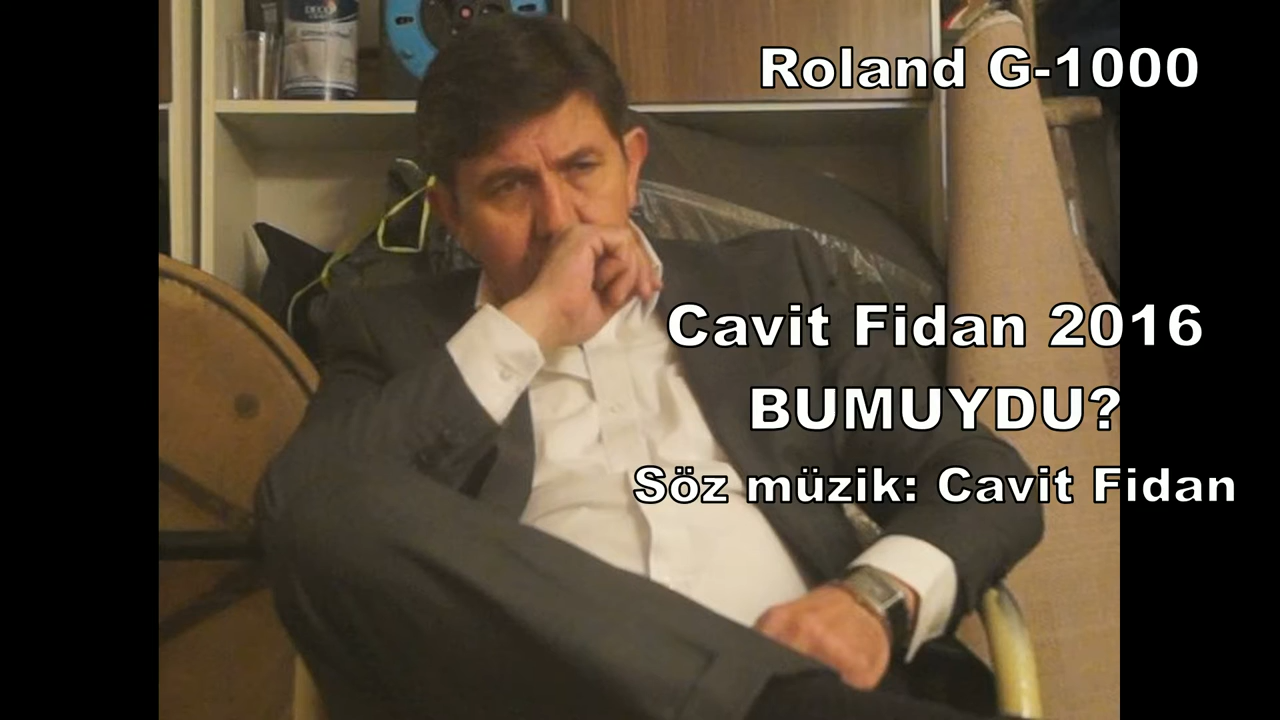 Roland G-1000
Cavit Fidan 2016
BUMUYDU?
Söz müzik: Cavit Fidan